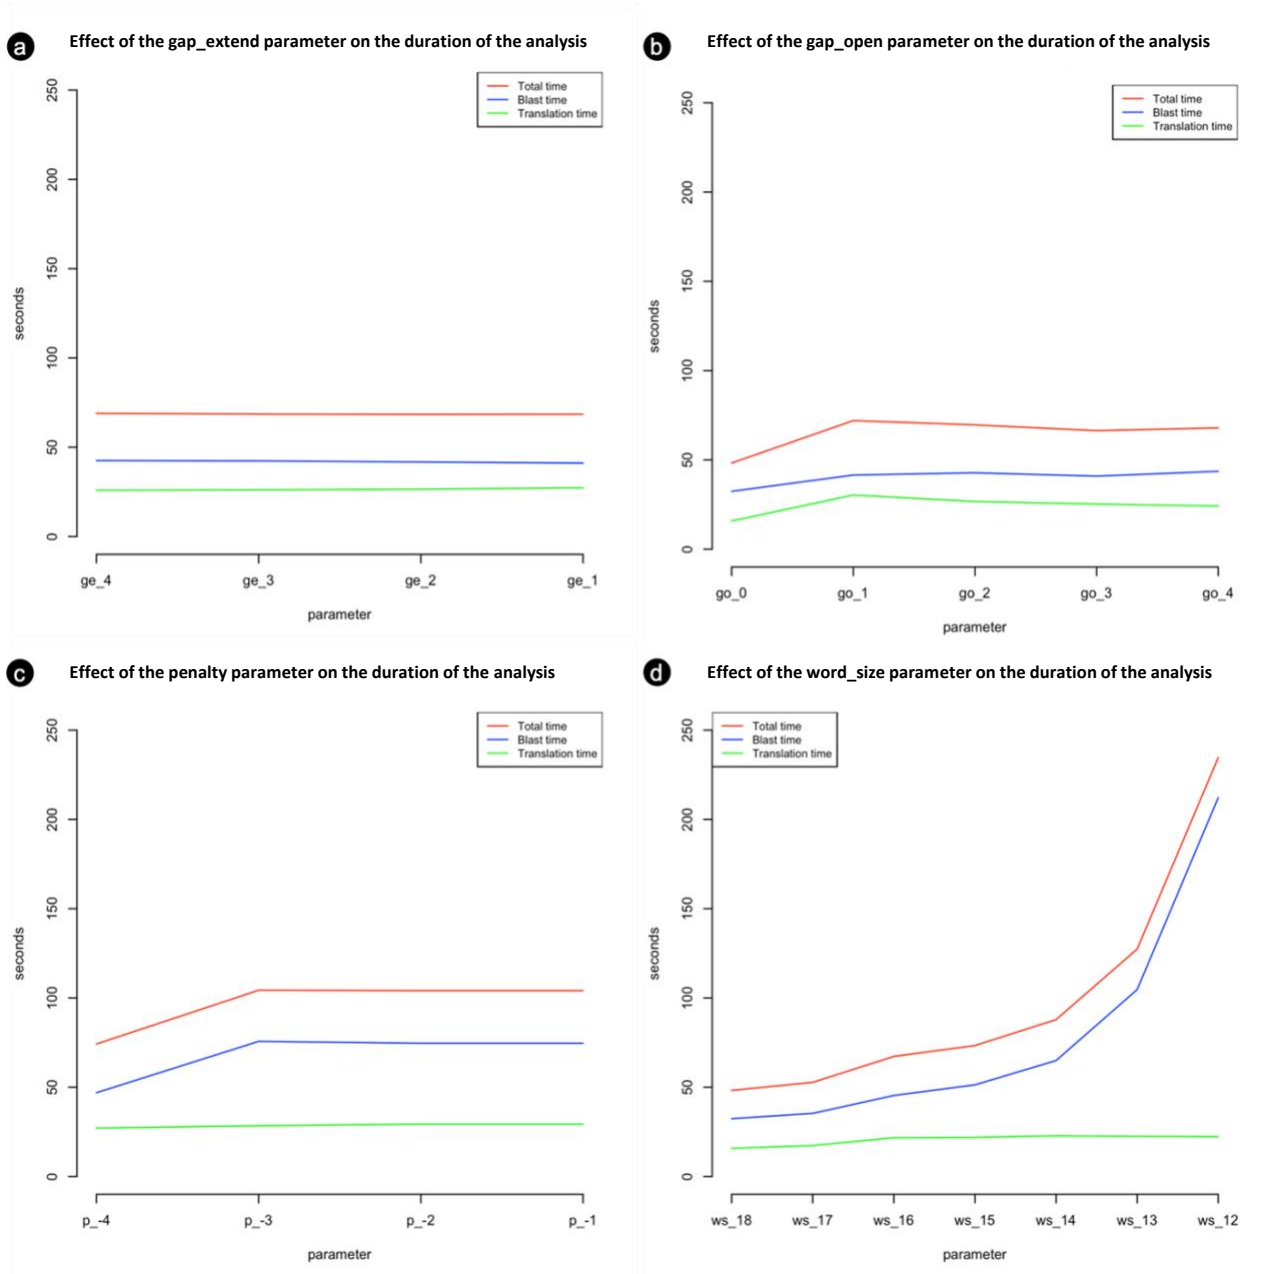 a Effect of the gap_extend parameter on the duration of the analysis
Total time
Blast time
Translation time
250
200
150
100
50
0
seconds
ge_4 ge_3 ge_2 ge_1
parameter
b Effect of the gap_open parameter on the duration of the analysis
Total time
Blast time
Translation time
250
200
150
100
50
0
seconds
go_0 go_1 go_2 go_3 go_4
parameter
c Effect of the penalty parameter on the duration of the analysis
Total time
Blast time
Translation time
250
200
150
100
50
0
seconds
p_-4 p_-3 p_-2 p_-1
parameter
d Effect of the word_size parameter on the duration of the analysis
Total time
Blast time
Translation time
250
200
150
100
50
0
seconds
ws_18 ws_17 ws_16 ws_15 ws_14 ws_13 ws_12
parameter